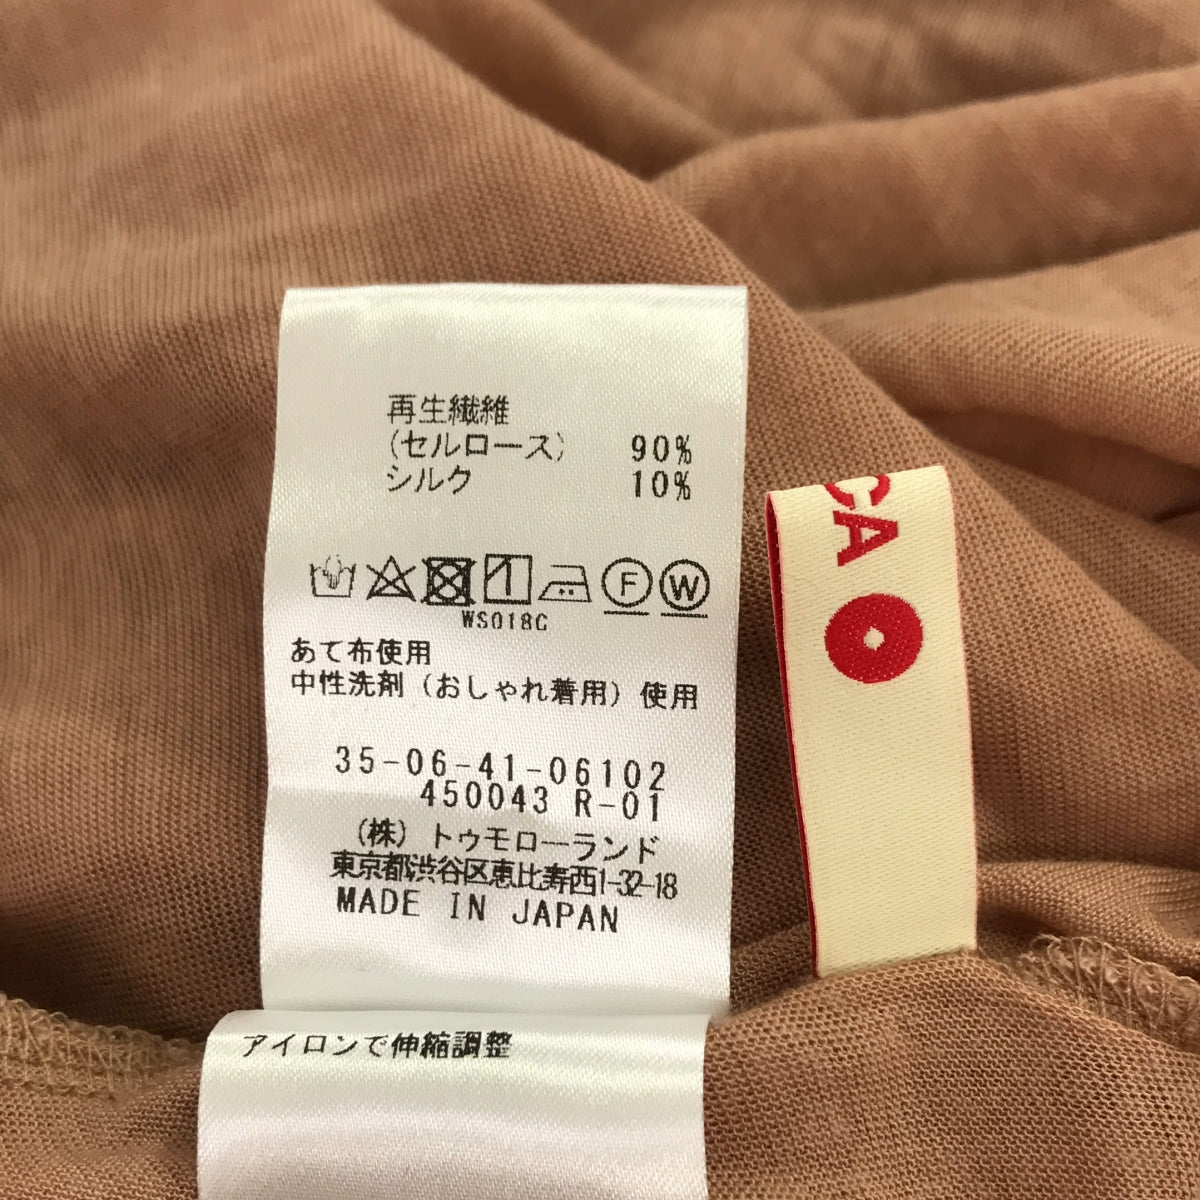 再生繊維
(セルロース) 90%
シルク 10%
F W
WS018C
あて布使用
中性洗剤(おしゃれ着用)使用
35-06-41-06102
450043 R-01
(株)トゥモローランド
東京都渋谷区恵比寿西1-32-18
MADE IN JAPAN
アイロンで伸縮調整
CA